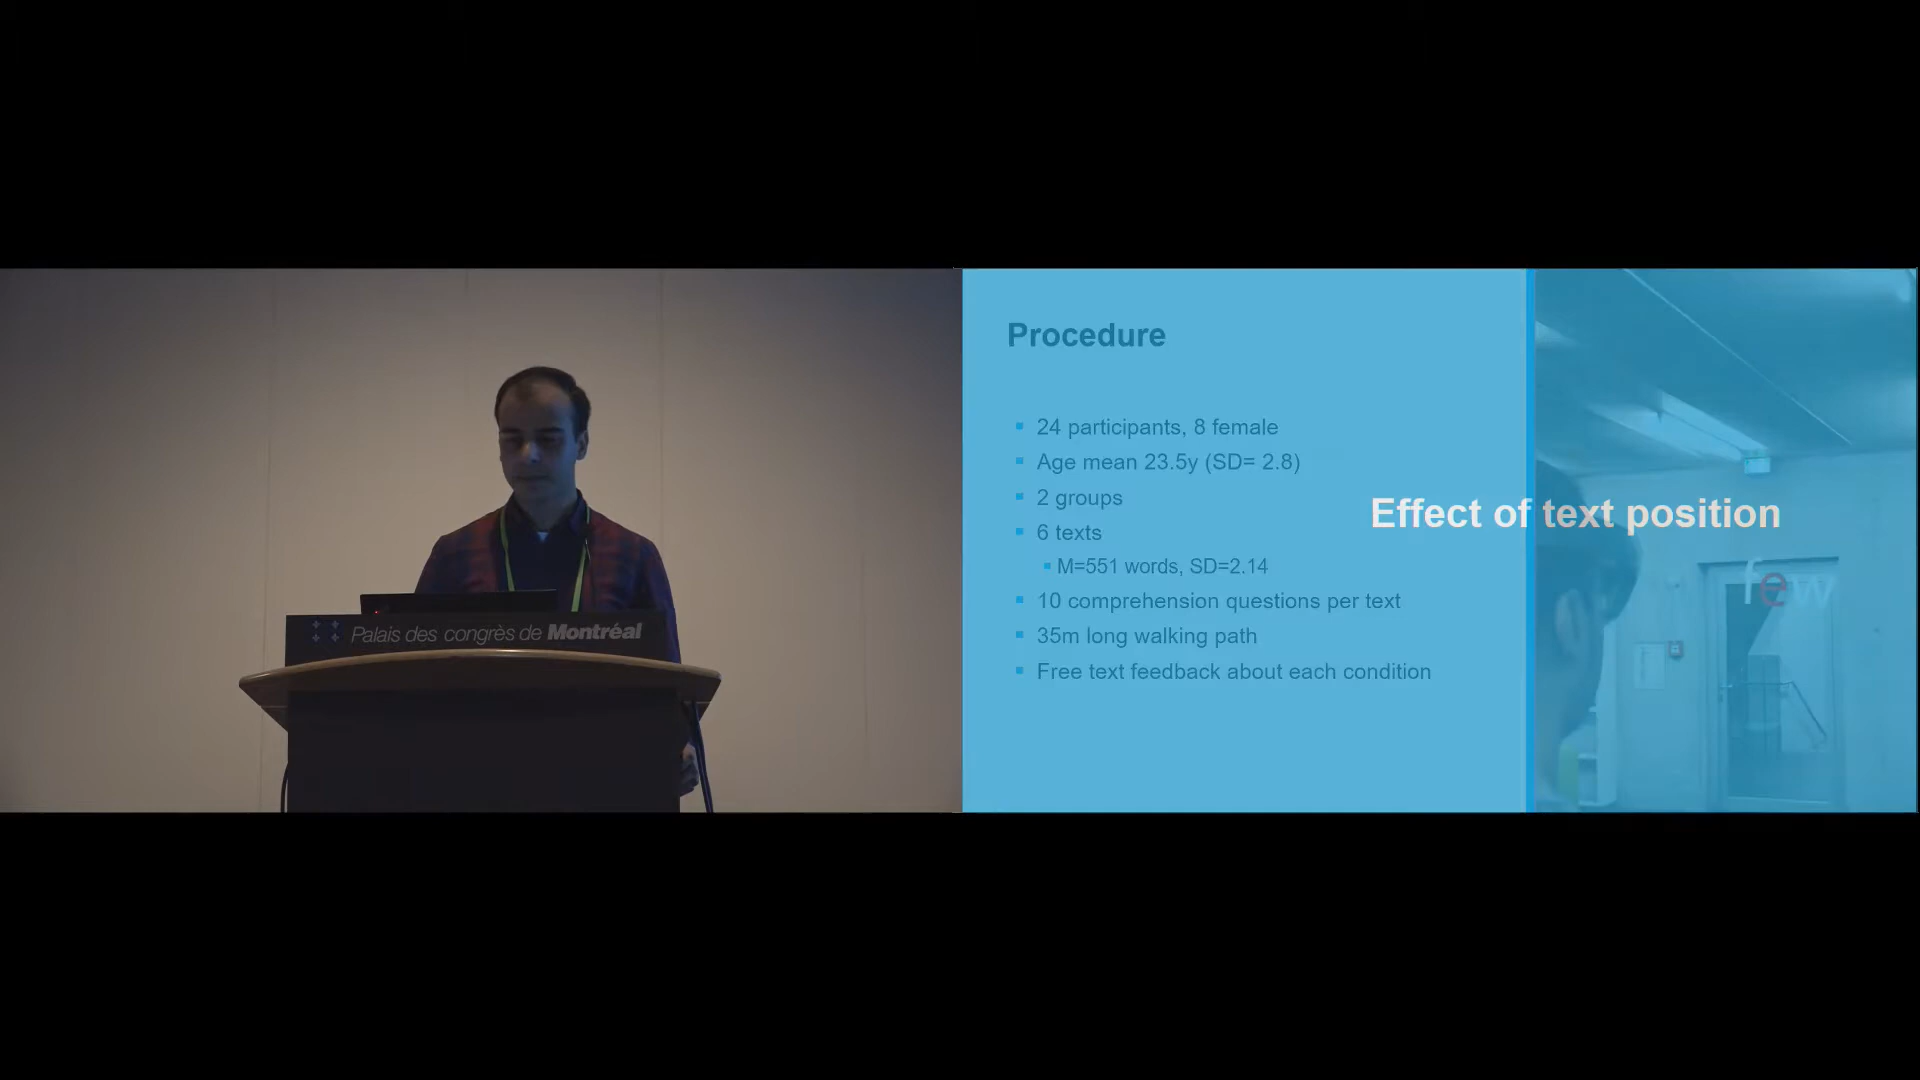 Palais des congrès de Montréal
Procedure
24 participants, 8 female
Age mean 23.5y (SD= 2.8)
2 groups
6 texts
M=551 words, SD=2.14
10 comprehension questions per text
35m long walking path
Free text feedback about each condition
Effect of text position
few